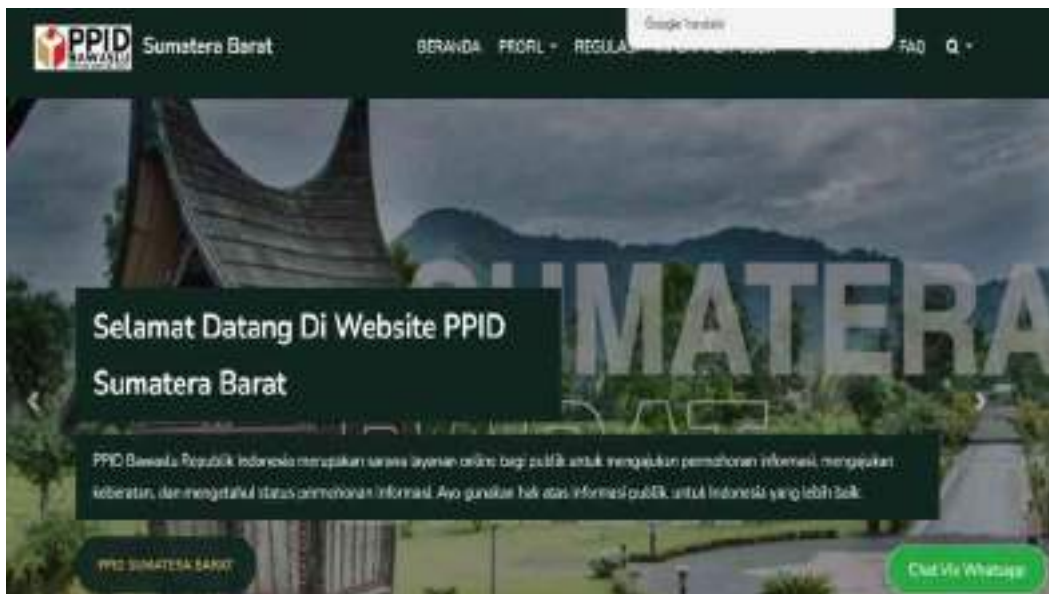 PPID
BAWASLU
Sumatera Barat
BERANDA PROFIL REGULASI FAQ
Google Translate
SUMATERA
BARAT
Selamat Datang Di Website PPID
Sumatera Barat
PPID Bawaslu Republik Indonesia merupakan sarana layanan online bagi publik untuk mengajukan permohonan informasi, mengajukan
keberatan, dan mengetahui status permohonan informasi. Ayo gunakan hak atas informasi publik, untuk Indonesia yang lebih baik
PPID SUMATERA BARAT
Chat Via Whatsapp